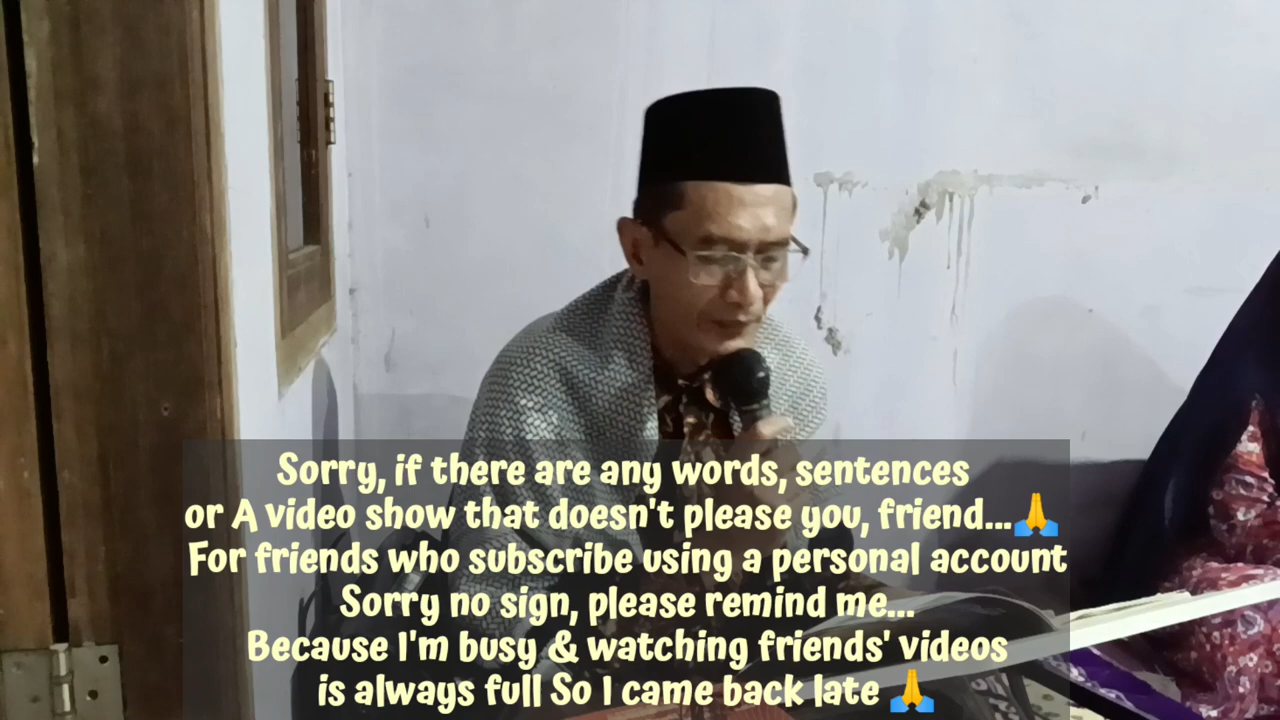 Sorry, if there are any words, sentences
or A video show that doesn't please you, friend...🙏
For friends who subscribe using a personal account
Sorry no sign, please remind me...
Because I'm busy & watching friends' videos
is always full So I came back late 🙏